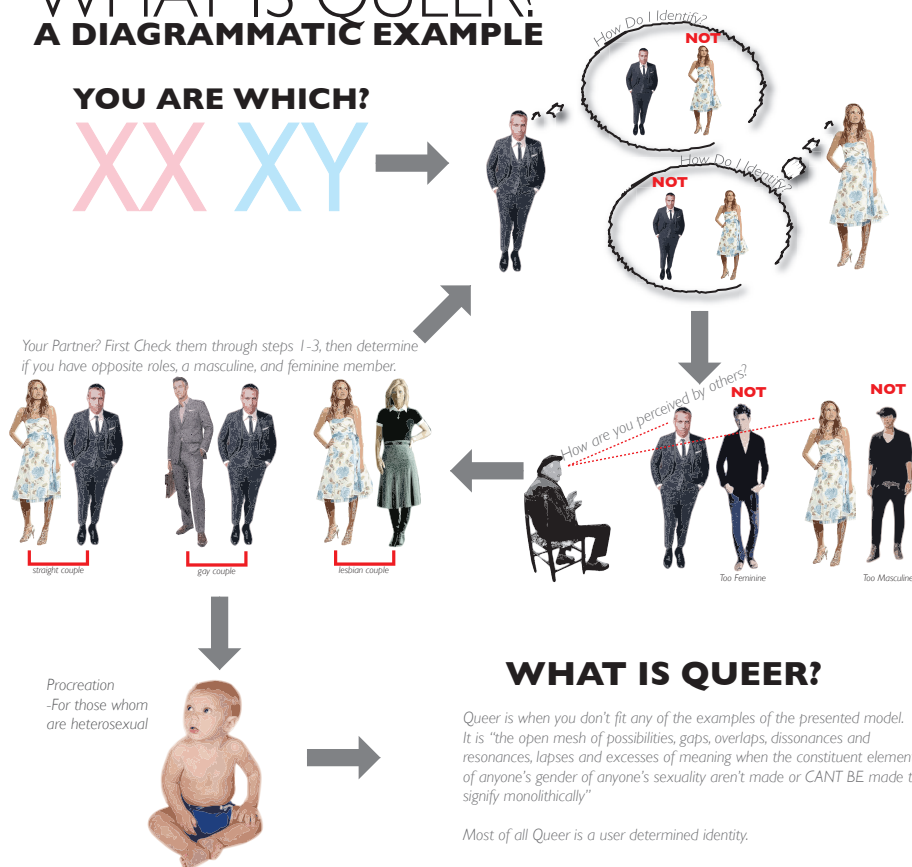 WHAT IS QUEER?
A DIAGRAMMATIC EXAMPLE
How Do I Identify?
NOT
YOU ARE WHICH?
XX XY
How Do I Identify?
NOT
Your Partner? First Check them through steps 1-3, then determine
if you have opposite roles, a masculine, and feminine member.
How are you perceived by others?
NOT
NOT
straight couple
gay couple
lesbian couple
Too Feminine
Too Masculine
Procreation
-For those whom
are heterosexual
WHAT IS QUEER?
Queer is when you don't fit any of the examples of the presented model.
It is “the open mesh of possibilities, gaps, overlaps, dissonances and
resonances, lapses and excesses of meaning when the constituent elemen
of anyone's gender of anyone's sexuality aren't made or CANT BE made t
signify monolithically”
Most of all Queer is a user determined identity.